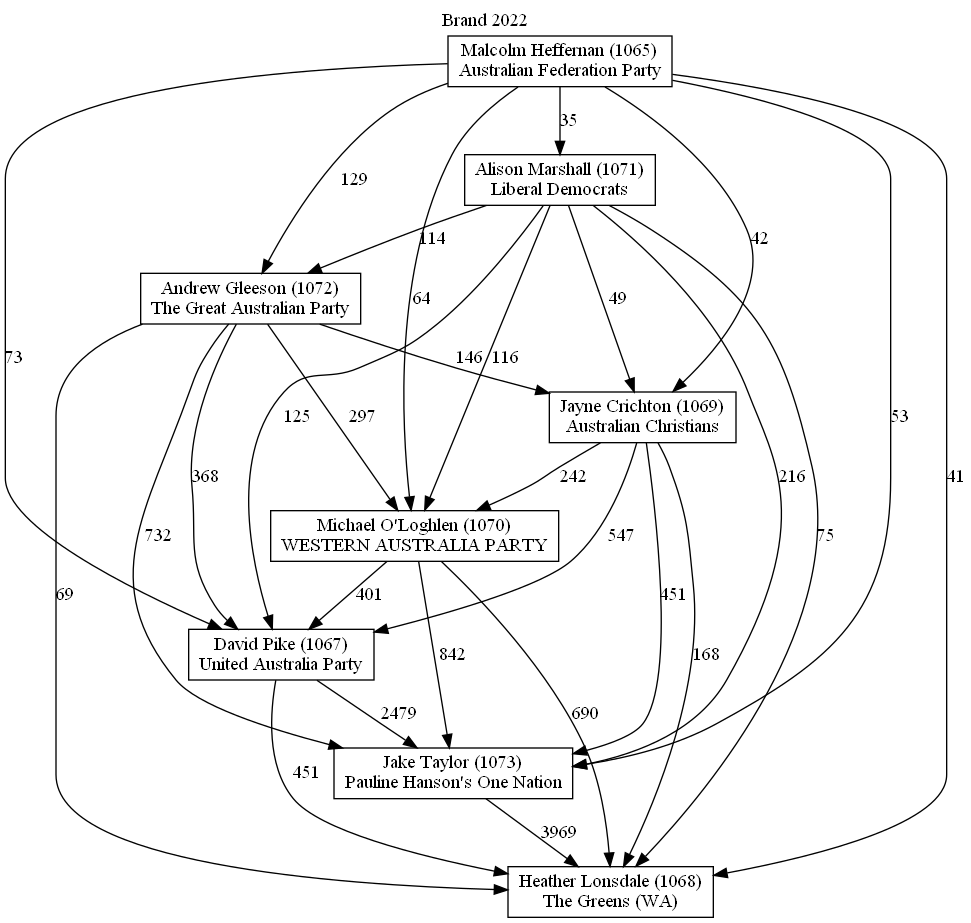 Brand 2022
Malcolm Heffernan (1065)
Australian Federation Party
35
Alison Marshall (1071)
Liberal Democrats
129
114
42
Andrew Gleeson (1072)
The Great Australian Party
64
49
73
146
116
Jayne Crichton (1069)
Australian Christians
125
297
53
368
242
216
41
Michael O'Loghlen (1070)
WESTERN AUSTRALIA PARTY
732
547
75
69
401
451
David Pike (1067)
United Australia Party
842
168
2479
690
Jake Taylor (1073)
Pauline Hanson's One Nation
451
3969
Heather Lonsdale (1068)
The Greens (WA)